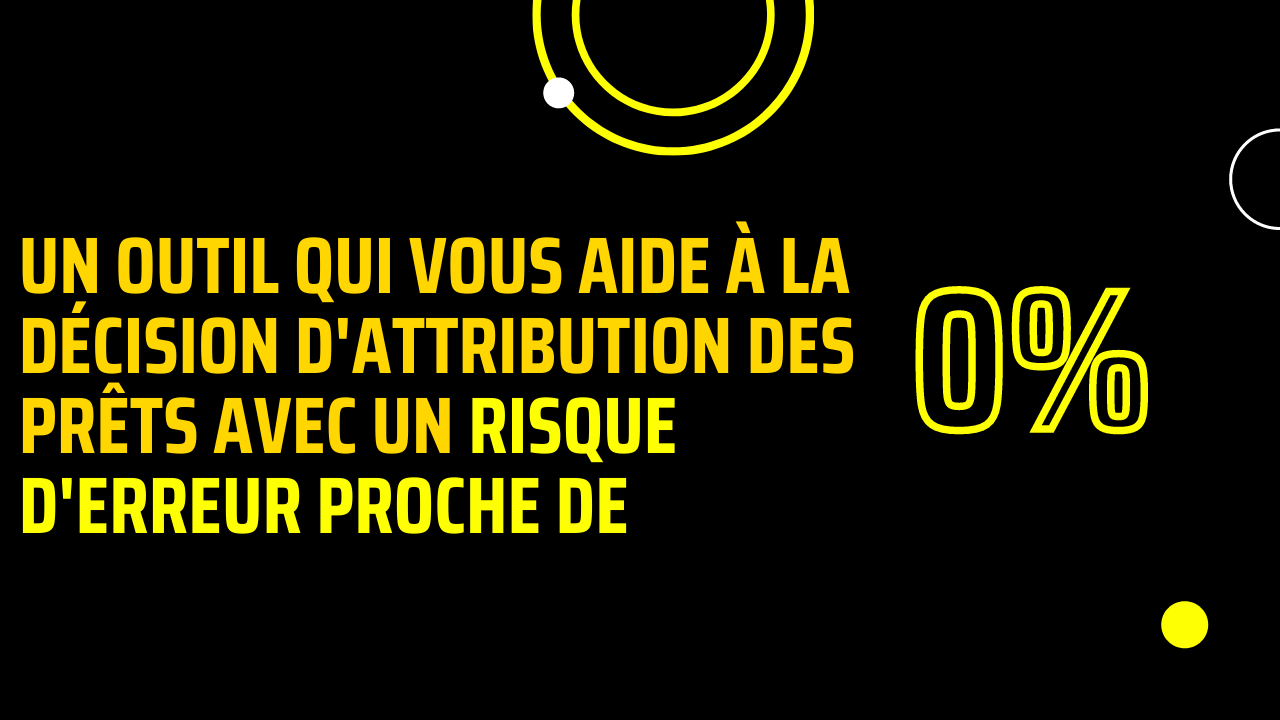 UN OUTIL QUI VOUS AIDE À LA
DÉCISION D'ATTRIBUTION DES
PRÊTS AVEC UN RISQUE
D'ERREUR PROCHE DE
0%